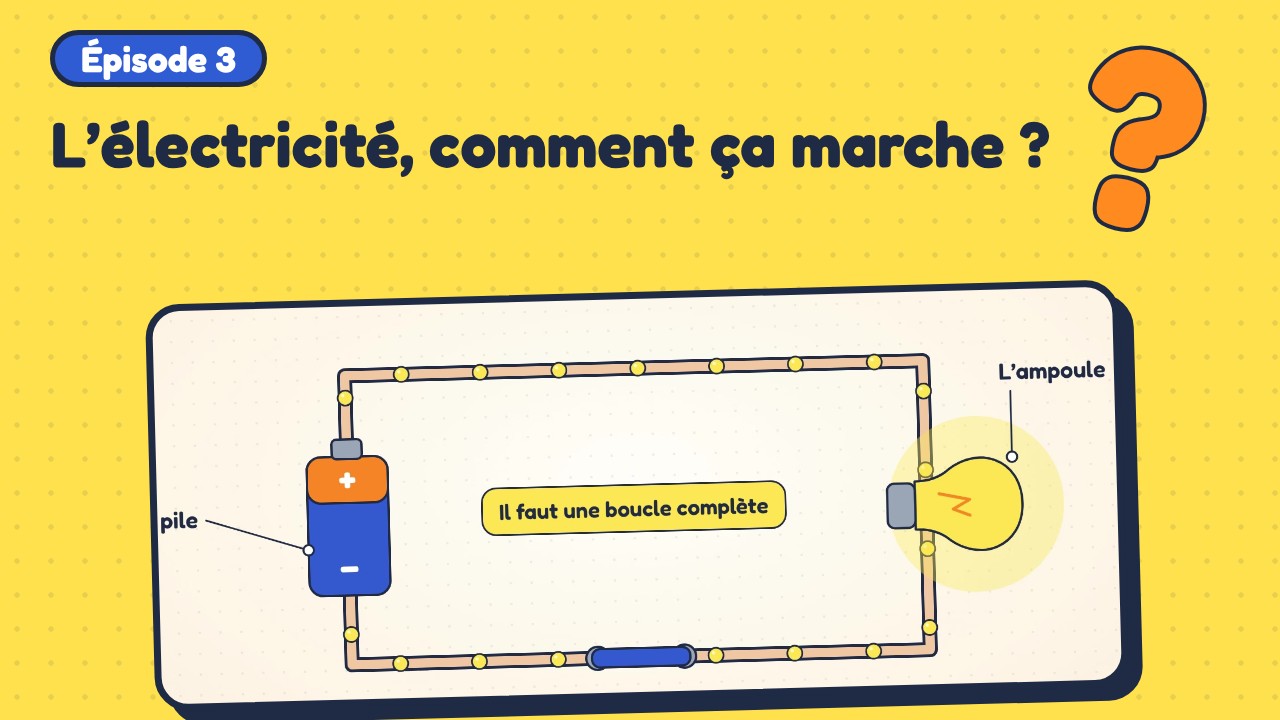 Épisode 3
L’électricité, comment ça marche ?
L’ampoule
Il faut une boucle complète
pile
+
-